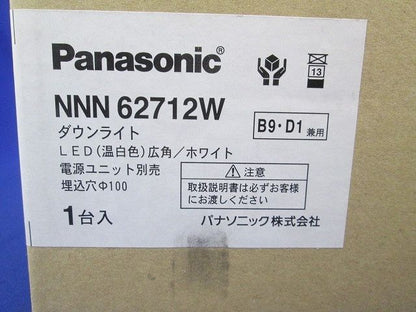 Panasonic®
13
NNN 62712W
B9・D1 兼用
ダウンライト
LED(温白色)広角/ホワイト
電源ユニット別売
埋込穴Φ100
⚠ 注意
取扱説明書は必ずお客様
にお渡しください
1台入
パナソニック株式会社